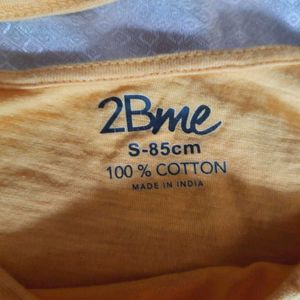 2Bme
S-85cm
100 % COTTON
MADE IN INDIA